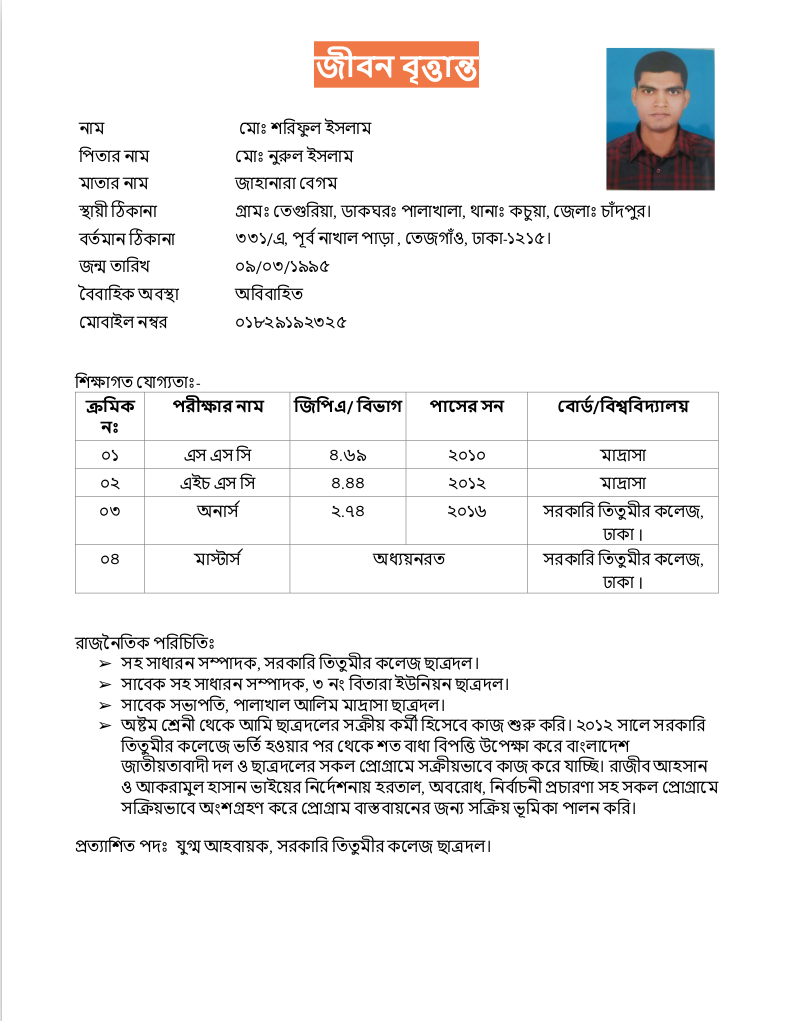 জীবন বৃত্তান্ত
নাম মোঃ শরিফুল ইসলাম
পিতার নাম মোঃ নুরুল ইসলাম
মাতার নাম জাহানারা বেগম
স্থায়ী ঠিকানা গ্রামঃ তেগুরিয়া, ডাকঘরঃ পালাখালা, থানাঃ কচুয়া, জেলাঃ চাঁদপুর।
বর্তমান ঠিকানা ৩৩১/এ, পূর্ব নাখাল পাড়া , তেজগাঁও, ঢাকা-১২১৫।
জন্ম তারিখ ০৯/০৩/১৯৯৫
বৈবাহিক অবস্থা অবিবাহিত
মোবাইল নম্বর ০১৮২৯১৯২৩২৫
শিক্ষাগত যোগ্যতাঃ-
ক্রমিক নঃ পরীক্ষার নাম জিপিএ/ বিভাগ পাসের সন বোর্ড/বিশ্ববিদ্যালয়
০১ এস এস সি ৪.৬৯ ২০১০ মাদ্রাসা
০২ এইচ এস সি ৪.৪৪ ২০১২ মাদ্রাসা
০৩ অনার্স ২.৭৪ ২০১৬ সরকারি তিতুমীর কলেজ,
ঢাকা ।
০৪ মাস্টার্স অধ্যয়নরত সরকারি তিতুমীর কলেজ,
ঢাকা ।
রাজনৈতিক পরিচিতিঃ
➢ সহ সাধারন সম্পাদক, সরকারি তিতুমীর কলেজ ছাত্রদল।
➢ সাবেক সহ সাধারন সম্পাদক, ৩ নং বিতারা ইউনিয়ন ছাত্রদল।
➢ সাবেক সভাপতি, পালাখাল আলিম মাদ্রাসা ছাত্রদল।
➢ অষ্টম শ্রেনী থেকে আমি ছাত্রদলের সক্রীয় কর্মী হিসেবে কাজ শুরু করি। ২০১২ সালে সরকারি
তিতুমীর কলেজে ভর্তি হওয়ার পর থেকে শত বাধা বিপত্তি উপেক্ষা করে বাংলাদেশ
জাতীয়তাবাদী দল ও ছাত্রদলের সকল প্রোগ্রামে সক্রীয়ভাবে কাজ করে যাচ্ছি। রাজীব আহসান
ও আকরামুল হাসান ভাইয়ের নির্দেশনায় হরতাল, অবরোধ, নির্বাচনী প্রচারণা সহ সকল প্রোগ্রামে
সক্রিয়ভাবে অংশগ্রহণ করে প্রোগ্রাম বাস্তবায়নের জন্য সক্রিয় ভূমিকা পালন করি।
প্রত্যাশিত পদঃ যুগ্ম আহবায়ক, সরকারি তিতুমীর কলেজ ছাত্রদল।